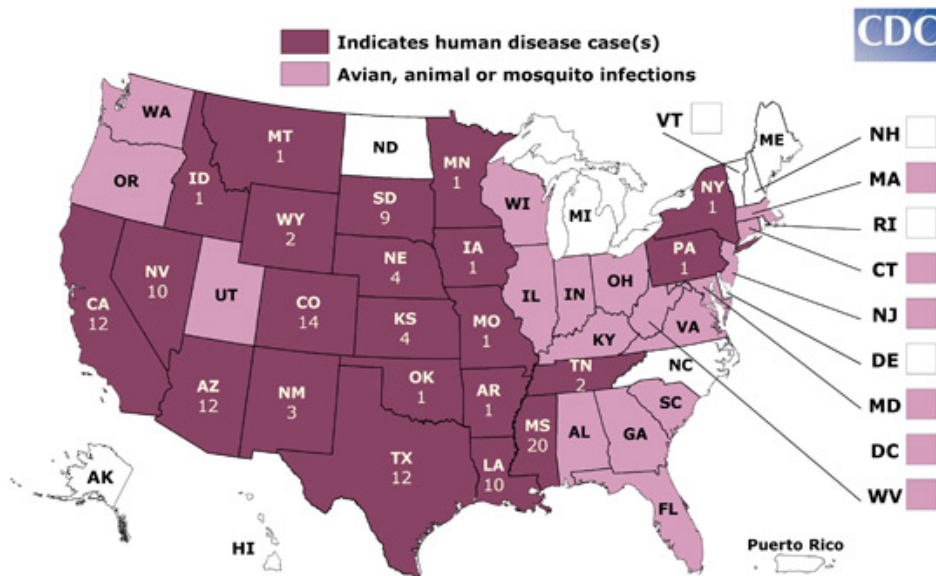 Indicates human disease case(s)
Avian, animal or mosquito infections
CDC
WA
MT
1
ND
MN
1
VT
ME
NH
OR
ID
1
WY
2
SD
9
WI
MI
NY
1
MA
RI
NV
10
UT
NE
4
IA
1
PA
1
CT
CA
12
CO
14
KS
4
MO
1
IL
IN
OH
KY
VA
NJ
DE
AZ
12
NM
3
OK
1
AR
1
TN
2
NC
SC
MD
TX
12
LA
10
MS
20
AL
GA
DC
WV
AK
HI
FL
Puerto Rico